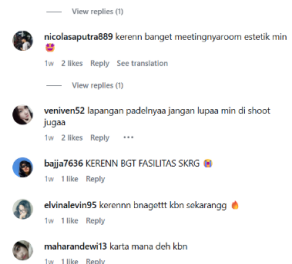 View replies (1)
nicolasaputra889 kerenn banget meetingnyaroom estetik min
😍
1w 2 likes Reply See translation
View replies (1)
veniven52 lapangan padelnyaa jangan lupaa min di shoot
jugaa
1w 2 likes Reply •••
bajja7636 KERENN BGT FASILITAS SKRG
1w 1 like Reply
elvinalevin95 kerennn bnagettt kbn sekarangg 🔥
1w 1 like Reply
maharandewi13 karta mana deh kbn
1w 1 like Reply